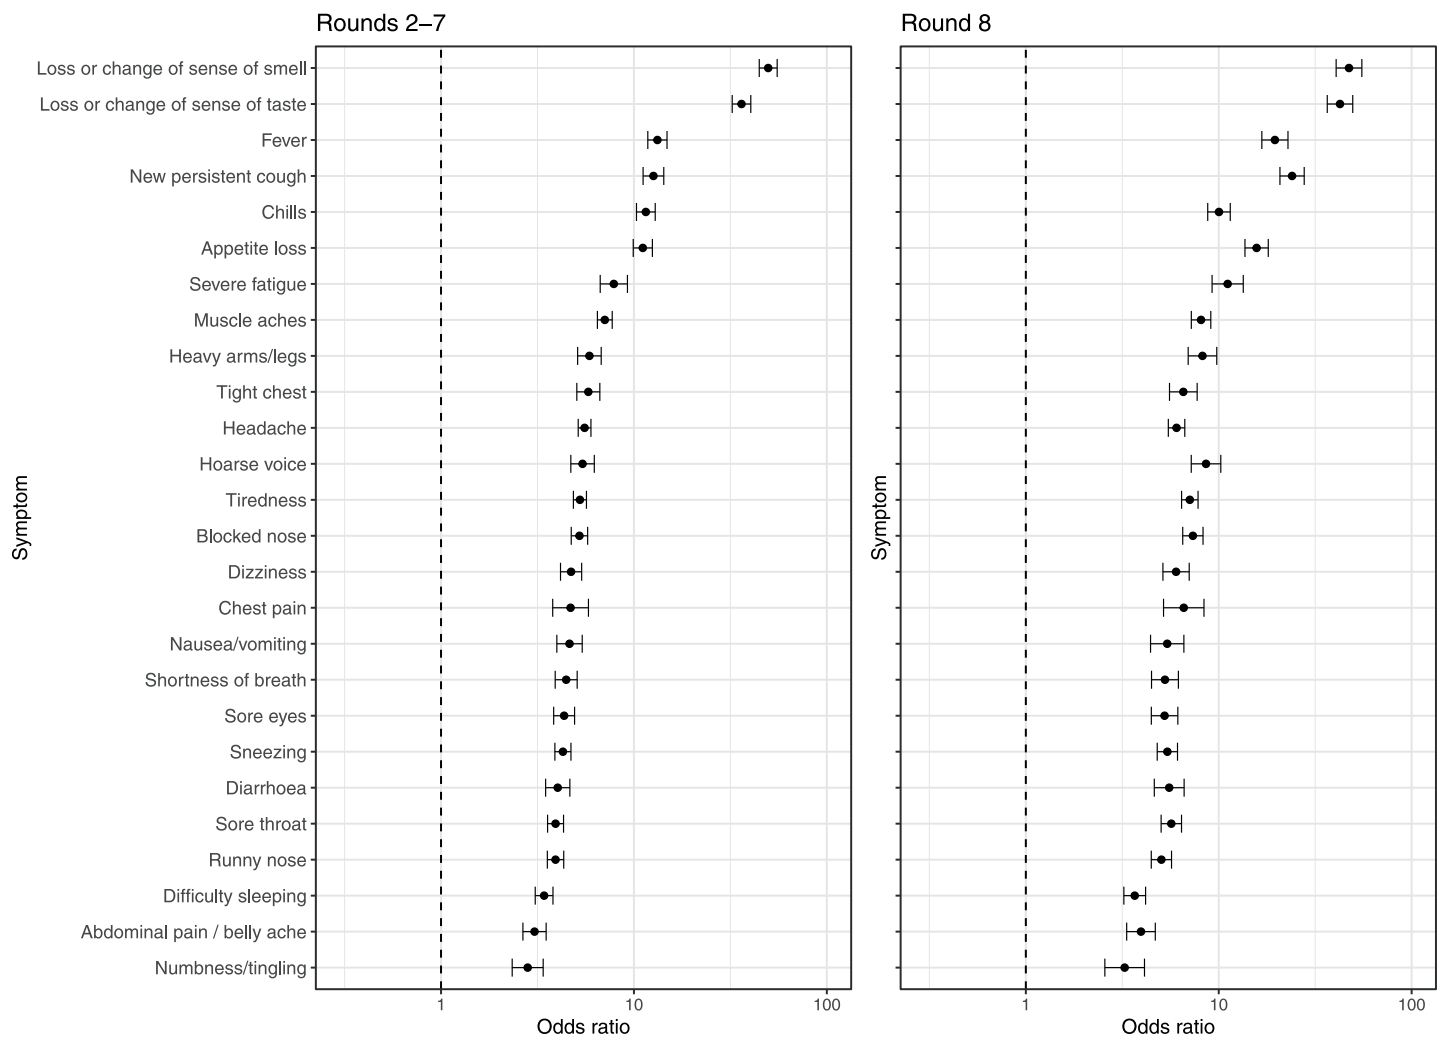 Rounds 2–7
Round 8
Loss or change of sense of smell
Loss or change of sense of taste
Fever
New persistent cough
Chills
Appetite loss
Severe fatigue
Muscle aches
Heavy arms/legs
Tight chest
Headache
Hoarse voice
Tiredness
Blocked nose
Dizziness
Chest pain
Nausea/vomiting
Shortness of breath
Sore eyes
Sneezing
Diarrhoea
Sore throat
Runny nose
Difficulty sleeping
Abdominal pain / belly ache
Numbness/tingling
Symptom
Symptom
1 10 100
1 10 100
Odds ratio
Odds ratio